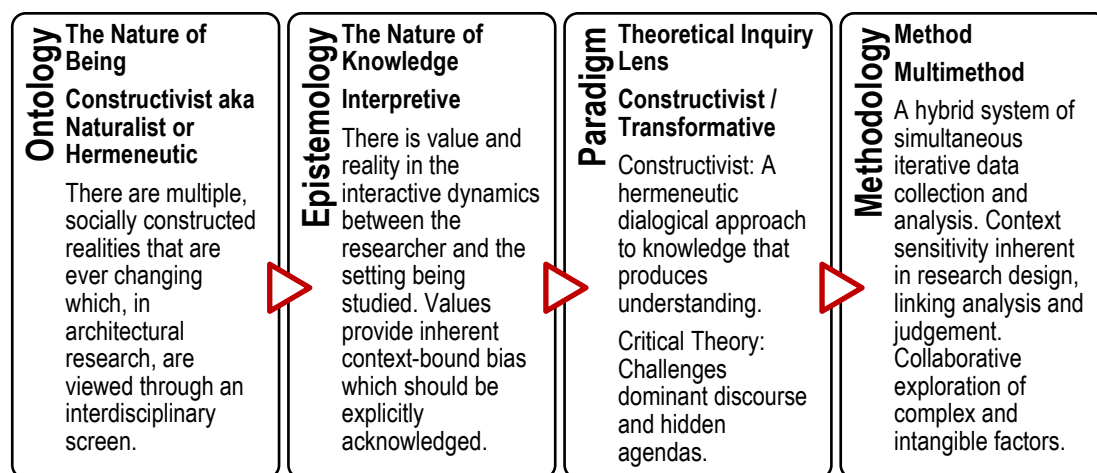 Ontology
The Nature of
Being
Constructivist aka
Naturalist or
Hermeneutic
There are multiple,
socially constructed
realities that are
ever changing
which, in
architectural
research, are
viewed through an
interdisciplinary
screen.
Epistemology
The Nature of
Knowledge
Interpretive
There is value and
reality in the
interactive dynamics
between the
researcher and the
setting being
studied. Values
provide inherent
context-bound bias
which should be
explicitly
acknowledged.
Paradigm
Theoretical Inquiry
Lens
Constructivist /
Transformative
Constructivist: A
hermeneutic
dialogical approach
to knowledge that
produces
understanding.
Critical Theory:
Challenges
dominant discourse
and hidden
agendas.
Methodology
Method
Multimethod
A hybrid system of
simultaneous
iterative data
collection and
analysis. Context
sensitivity inherent
in research design,
linking analysis and
judgement.
Collaborative
exploration of
complex and
intangible factors.